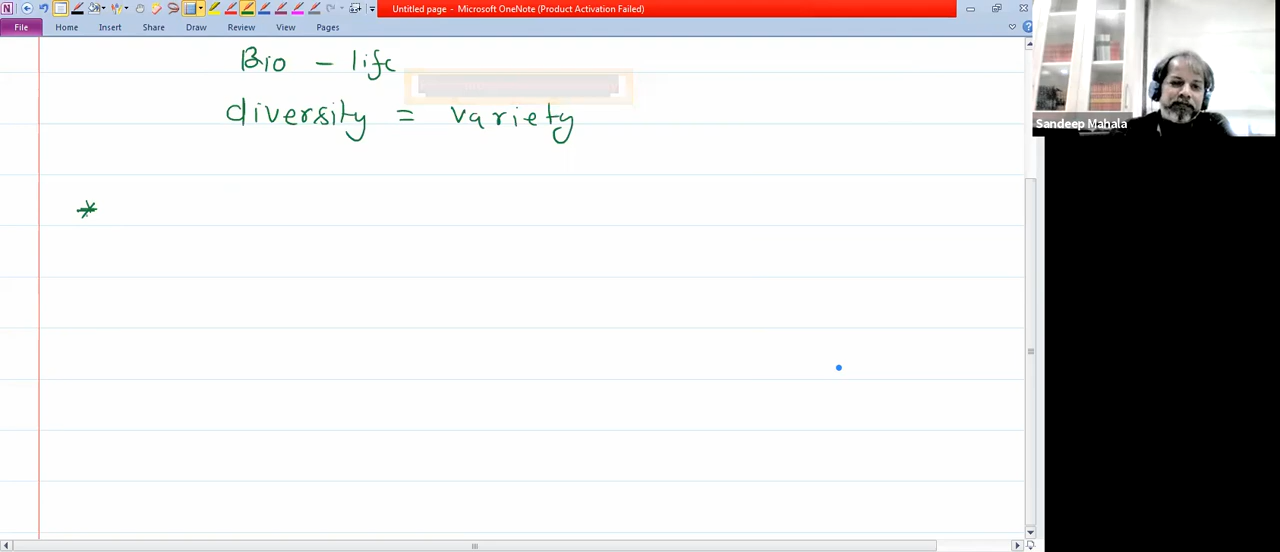 Untitled page - Microsoft OneNote (Product Activation Failed)
File Home Insert Share Draw Review Pages
Bio - life
diversity = variety
*
Sandeep Mahala